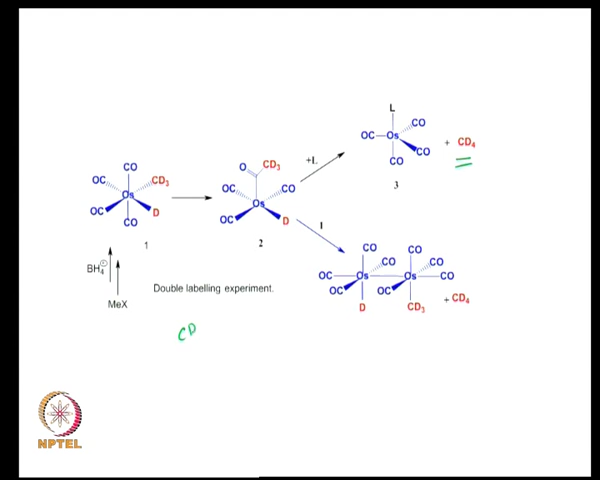 L
CO
OC Os
CO
CO
+ CD4
3
O CD3
+L
CO
OC CD3
Os
OC D
CO
1
OC CO
Os
OC D
2
1
CO CO
CO CO
OC Os Os CO
OC OC
D CD3 + CD4
BH4⊖
MeX
Double labelling experiment.
CD
NPTEL